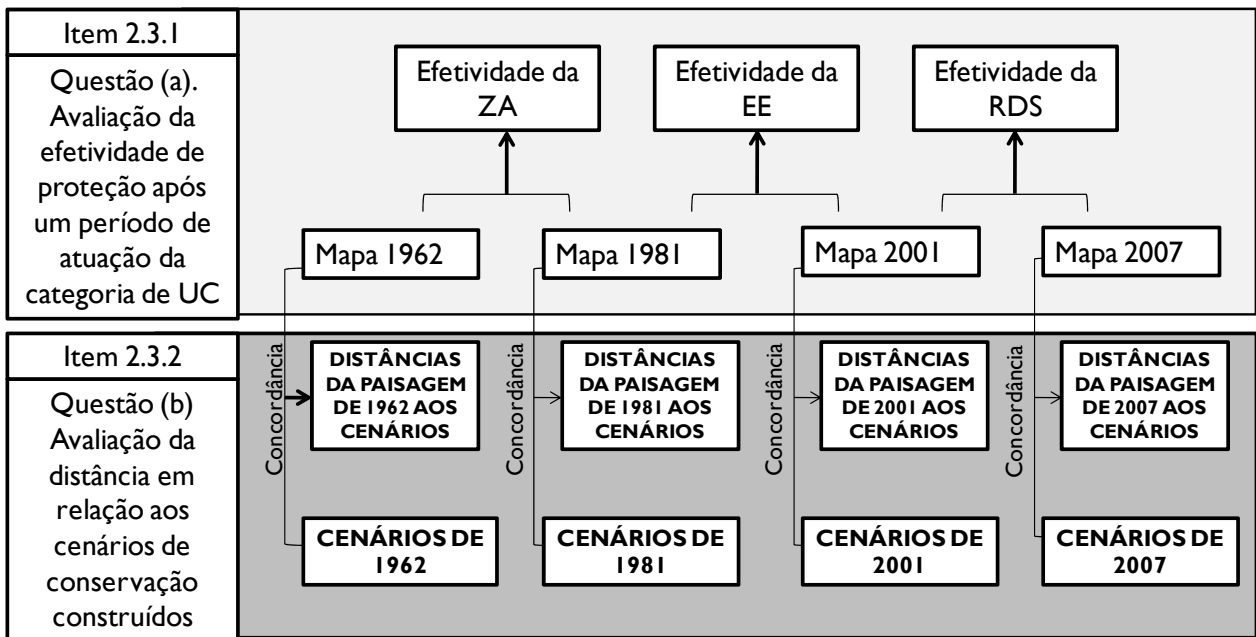 Item 2.3.1
Questão (a).
Avaliação da
efetividade de
proteção após
um período de
atuação da
categoria de UC
Efetividade da
ZA
Efetividade da
EE
Efetividade da
RDS
Mapa 1962
Mapa 1981
Mapa 2001
Mapa 2007
Item 2.3.2
Questão (b)
Avaliação da
distância em
relação aos
cenários de
conservação
construídos
Concordância
DISTÂNCIAS
DA PAISAGEM
DE 1962 AOS
CENÁRIOS
Concordância
DISTÂNCIAS
DA PAISAGEM
DE 1981 AOS
CENÁRIOS
Concordância
DISTÂNCIAS
DA PAISAGEM
DE 2001 AOS
CENÁRIOS
Concordância
DISTÂNCIAS
DA PAISAGEM
DE 2007 AOS
CENÁRIOS
CENÁRIOS DE
1962
CENÁRIOS DE
1981
CENÁRIOS DE
2001
CENÁRIOS DE
2007